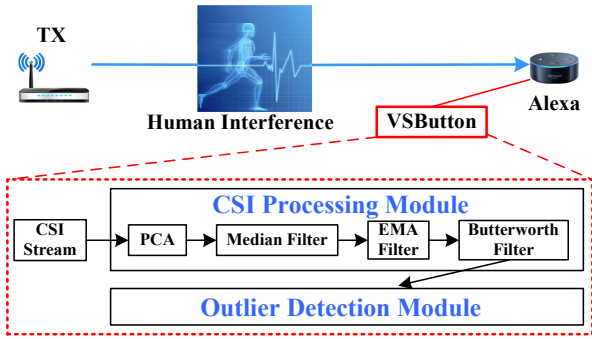 TX
Human Interference
Alexa
VSButton
CSI Processing Module
CSI
Stream
PCA
Median Filter
EMA
Filter
Butterworth
Filter
Outlier Detection Module